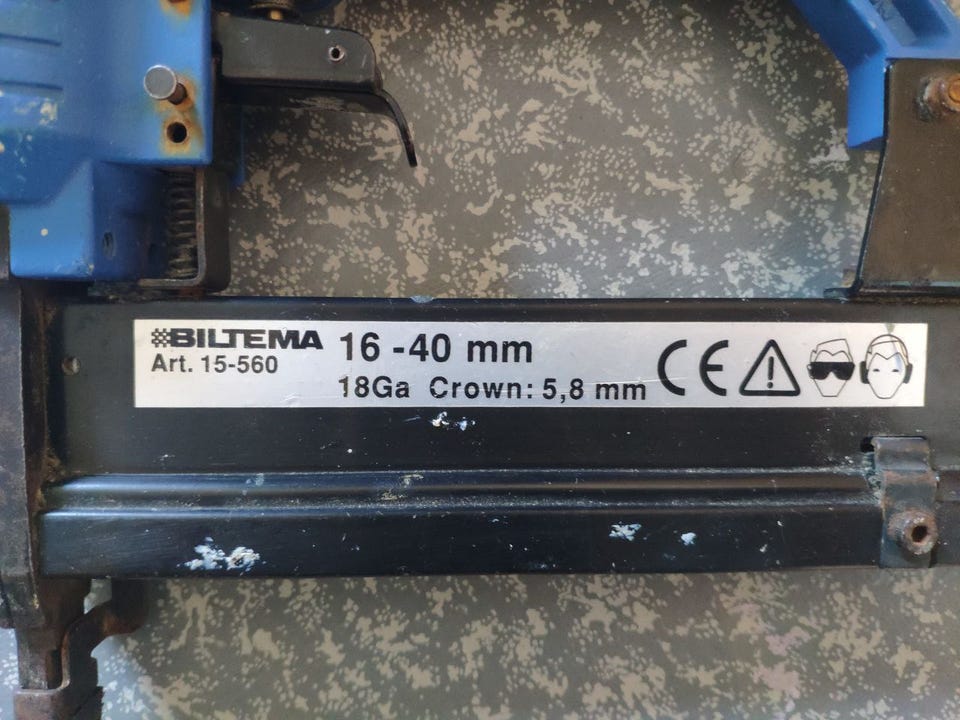 BILTEMA 16-40 mm
Art. 15-560
18Ga Crown: 5,8 mm CE